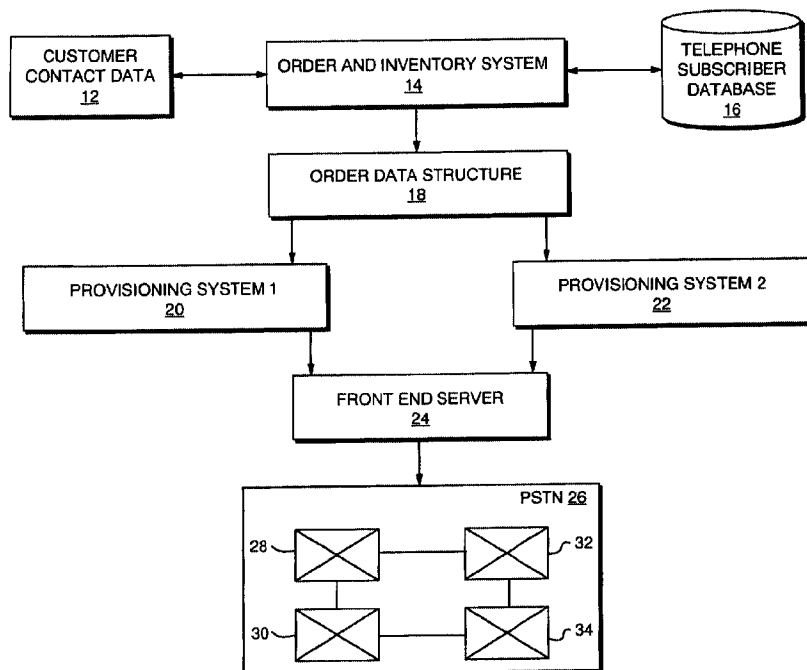 CUSTOMER
CONTACT DATA
12
ORDER AND INVENTORY SYSTEM
14
TELEPHONE
SUBSCRIBER
DATABASE
16
ORDER DATA STRUCTURE
18
PROVISIONING SYSTEM 1
20
PROVISIONING SYSTEM 2
22
FRONT END SERVER
24
PSTN 26
28
32
30
34